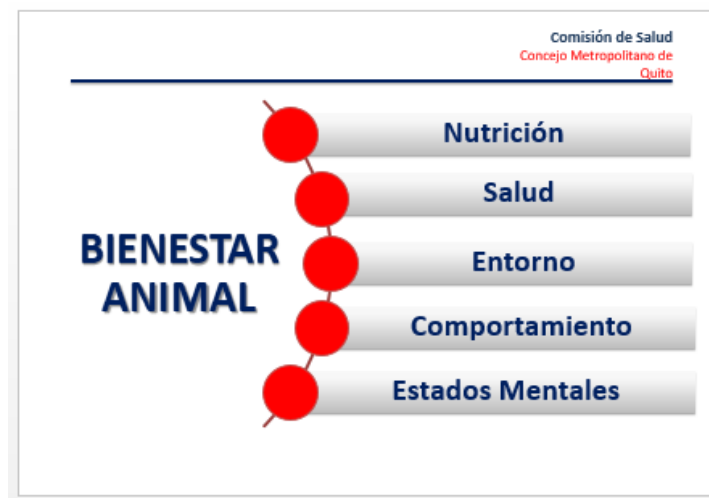 Comisión de Salud
Concejo Metropolitano de
Quito
BIENESTAR
ANIMAL
Nutrición
Salud
Entorno
Comportamiento
Estados Mentales